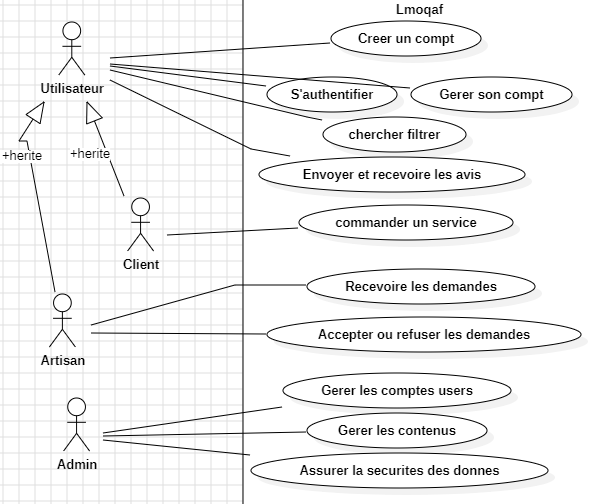 Lmoqaf
Creer un compt
Utilisateur
S'authentifier
Gerer son compt
chercher filtrer
+herite
+herite
Envoyer et recevoire les avis
commander un service
Client
Recevoire les demandes
Accepter ou refuser les demandes
Artisan
Gerer les comptes users
Gerer les contenus
Admin
Assurer la securites des donnes